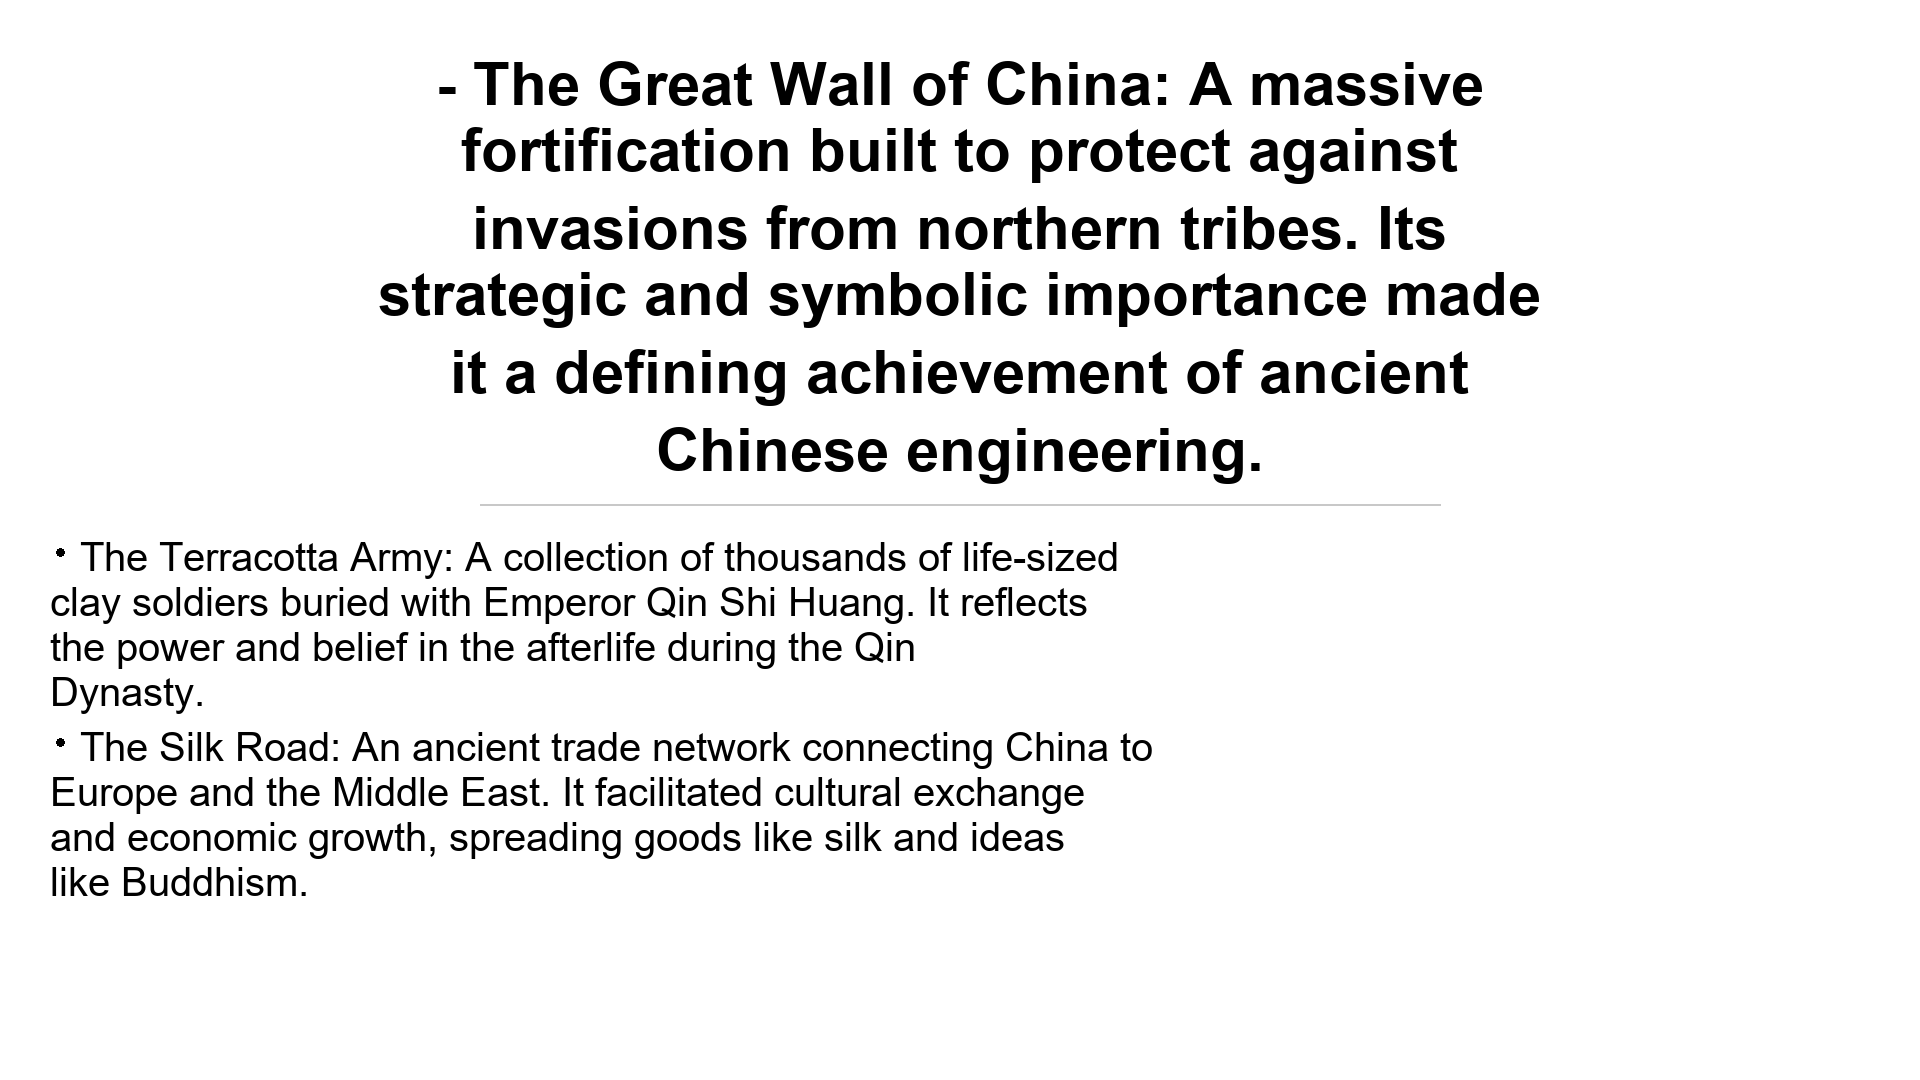 - The Great Wall of China: A massive
fortification built to protect against
invasions from northern tribes. Its
strategic and symbolic importance made
it a defining achievement of ancient
Chinese engineering.
• The Terracotta Army: A collection of thousands of life-sized
clay soldiers buried with Emperor Qin Shi Huang. It reflects
the power and belief in the afterlife during the Qin
Dynasty.
• The Silk Road: An ancient trade network connecting China to
Europe and the Middle East. It facilitated cultural exchange
and economic growth, spreading goods like silk and ideas
like Buddhism.